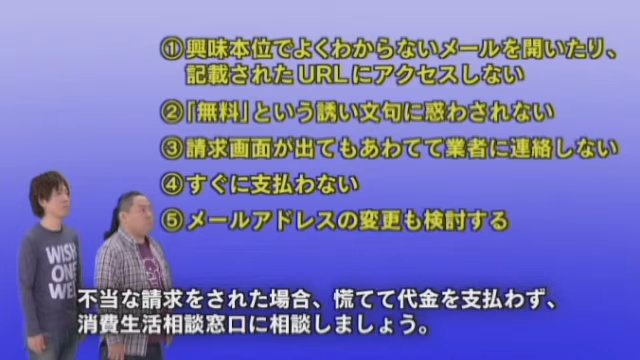 ①興味本位でよくわからないメールを開いたり、
記載されたURLにアクセスしない
②「無料」という誘い文句に惑わされない
③請求画面が出てもあわてて業者に連絡しない
④すぐに支払わない
⑤メールアドレスの変更も検討する
WISH
ONE
WE
不当な請求をされた場合、慌てて代金を支払わず、
消費生活相談窓口に相談しましょう。